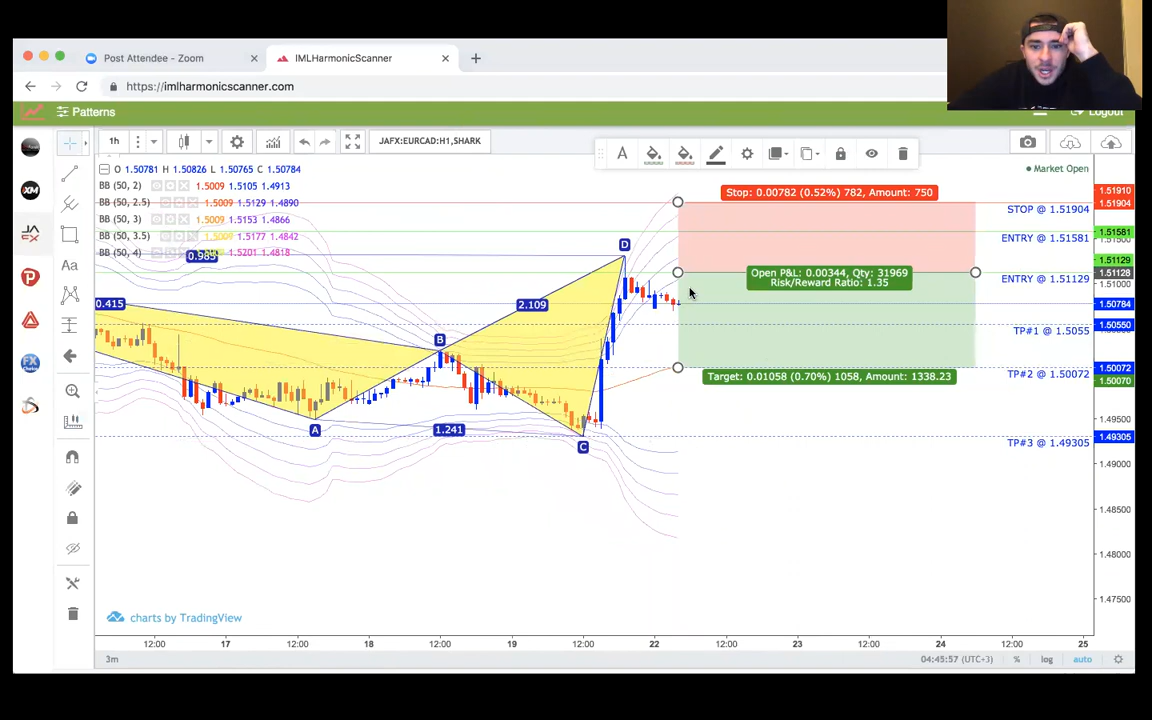 Post Attendee - Zoom
IMLHarmonicScanner
https://imlharmonicscanner.com
Patterns
Logout
1h
JAFX:EURCAD:H1,SHARK
O 1.50781 H 1.50826 L 1.50765 C 1.50784
Market Open
BB (50, 2) 1.5009 1.5105 1.4913
BB (50, 2.5) 1.5009 1.5129 1.4890
BB (50, 3) 1.5009 1.5153 1.4866
BB (50, 3.5) 1.5177 1.4842
BB (50, 4) 1.5201 1.4818
Stop: 0.00782 (0.52%) 782, Amount: 750
1.51910
1.51904
STOP @ 1.51904
1.51581
ENTRY @ 1.51581
D
0.985
1.51129
1.51128
Open P&L: 0.00344, Qty: 31969
Risk/Reward Ratio: 1.35
ENTRY @ 1.51129
1.51000
0.415
2.109
1.50784
1.50550
TP#1 @ 1.5055
B
Target: 0.01058 (0.70%) 1058, Amount: 1338.23
1.50072
TP#2 @ 1.50072
1.50070
A
1.241
1.49500
1.49305
TP#3 @ 1.49305
C
1.49000
1.48500
1.48000
1.47500
charts by TradingView
12:00 17 12:00 18 12:00 19 12:00 22 12:00 23 12:00 24 12:00 25
3m
04:45:57 (UTC+3) % log auto